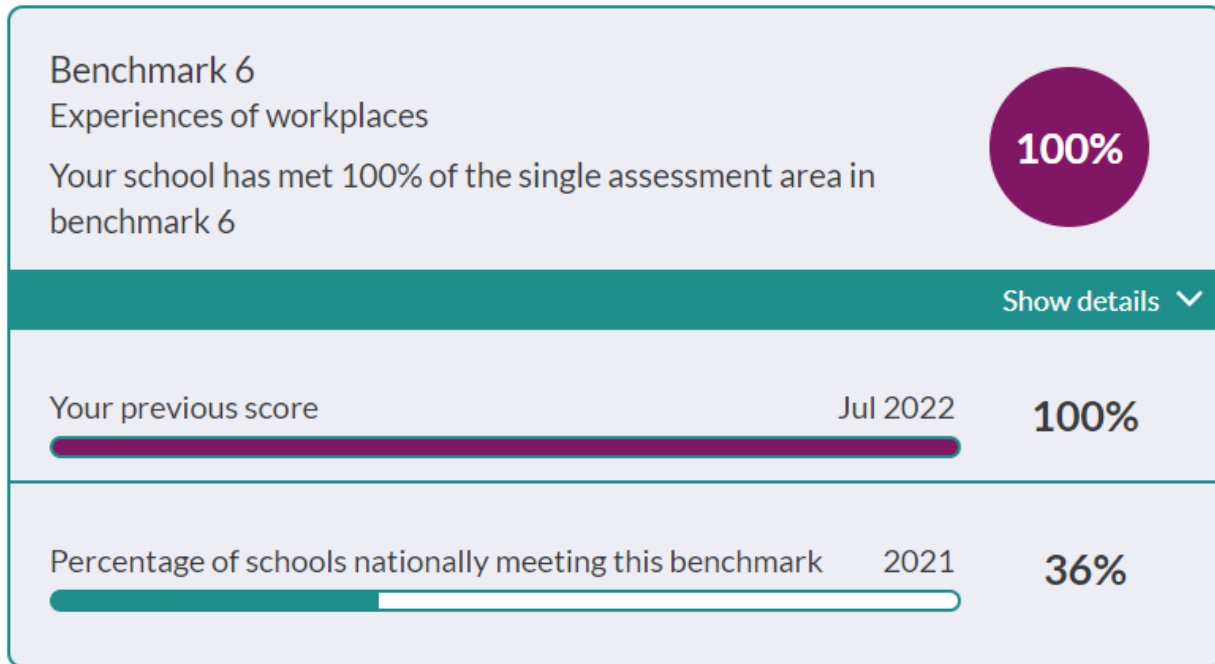 Benchmark 6
Experiences of workplaces
Your school has met 100% of the single assessment area in
benchmark 6
100%
Show details
Your previous score Jul 2022 100%
Percentage of schools nationally meeting this benchmark 2021 36%